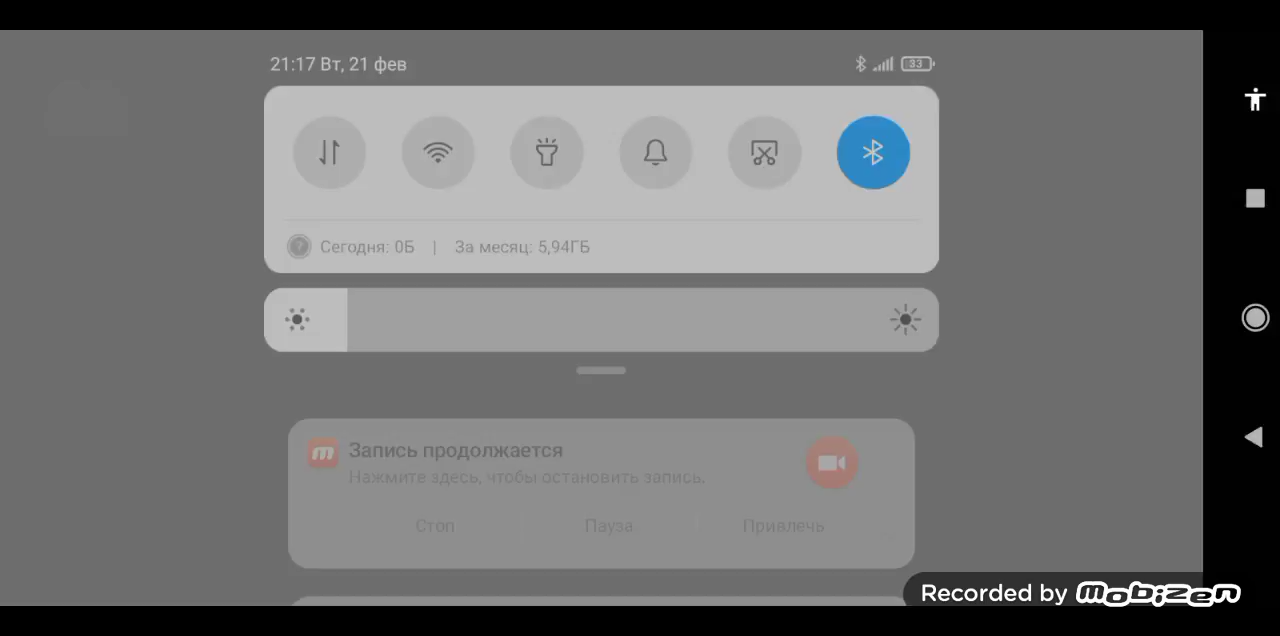 21:17 Вт, 21 фев
33
Сегодня: 0Б | За месяц: 5,94ГБ
m Запись продолжается
Нажмите здесь, чтобы остановить запись.
Стоп Пауза Привлечь
Recorded by mobizen